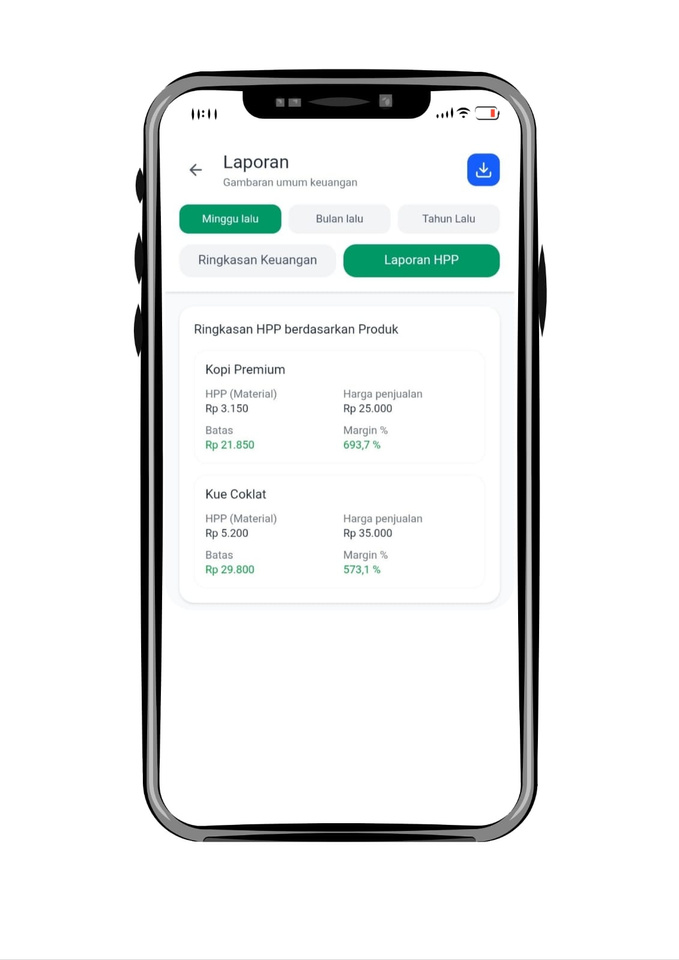 11:11
Laporan
Gambaran umum keuangan
Minggu lalu Bulan lalu Tahun Lalu
Ringkasan Keuangan Laporan HPP
Ringkasan HPP berdasarkan Produk
Kopi Premium
HPP (Material) Harga penjualan
Rp 3.150 Rp 25.000
Batas Margin %
Rp 21.850 693,7 %
Kue Coklat
HPP (Material) Harga penjualan
Rp 5.200 Rp 35.000
Batas Margin %
Rp 29.800 573,1 %